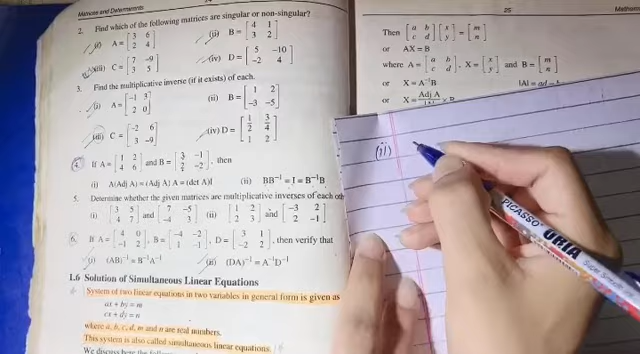 Matrices and Determinants
25
2. Find which of the following matrices are singular or non-singular?
(i) A = [3 6; 2 4] (ii) B = [4 1; 3 2]
(iii) C = [7 -9; 3 5] (iv) D = [5 -10; -2 4]
3. Find the multiplicative inverse (if it exists) of each.
(i) A = [-1 3; 2 0] (ii) B = [1 2; -3 -5]
(iii) C = [-2 6; 3 -9] (iv) D = [1/2 3/4; 1 2]
4. If A = [1 2; 4 6] and B = [3 -1; 2 -2], then
(i) A(Adj A) = (Adj A) A = (det A)I (ii) BB⁻¹ = I = B⁻¹B
5. Determine whether the given matrices are multiplicative inverses of each
(i) [3 5; 4 7] and [7 -5; -4 3] (ii) [1 2; 2 3] and [-3 2; 2 -1]
6. If A = [4 0; -1 2], B = [-4 -2; 1 -1], D = [3 1; -2 2], then verify that
(i) (AB)⁻¹ = B⁻¹A⁻¹ (ii) (DA)⁻¹ = A⁻¹D⁻¹
1.6 Solution of Simultaneous Linear Equations
System of two linear equations in two variables in general form is given as
ax + by = m
cx + dy = n
where a, b, c, d, m and n are real numbers.
This system is also called simultaneous linear equations.
We discuss here the
Then [a b; c d] [x; y] = [m; n]
or AX = B
where A = [a b; c d], X = [x; y] and B = [m; n]
or X = A⁻¹B
or X = Adj A
(ii)
PICASSO